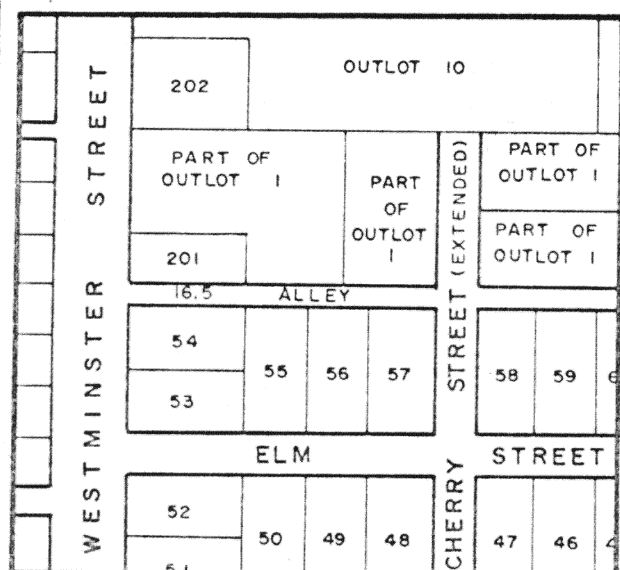 OUTLOT 10
202
PART OF
OUTLOT 1
PART
OF
OUTLOT
1
PART OF
OUTLOT 1
PART OF
OUTLOT 1
201
16.5 ALLEY
54
53
55
56
57
58
59
ELM STREET
52
50
49
48
47
46
WESTMINSTER STREET
CHERRY STREET (EXTENDED)